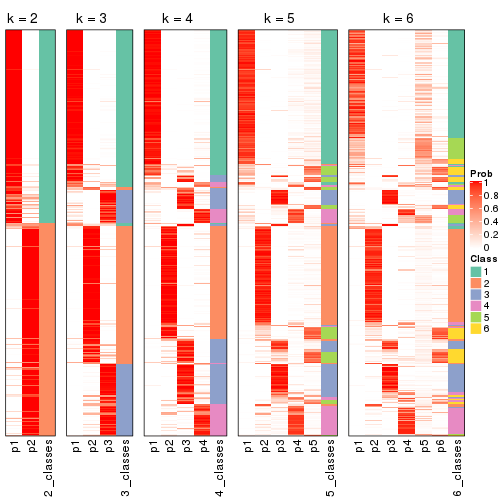 k = 2
k = 3
k = 4
k = 5
k = 6
p1
p2
2_classes
p1
p2
p3
3_classes
p1
p2
p3
p4
4_classes
p1
p2
p3
p4
p5
5_classes
p1
p2
p3
p4
p5
p6
6_classes
Prob
1
0.8
0.6
0.4
0.2
0
Class
1
2
3
4
5
6